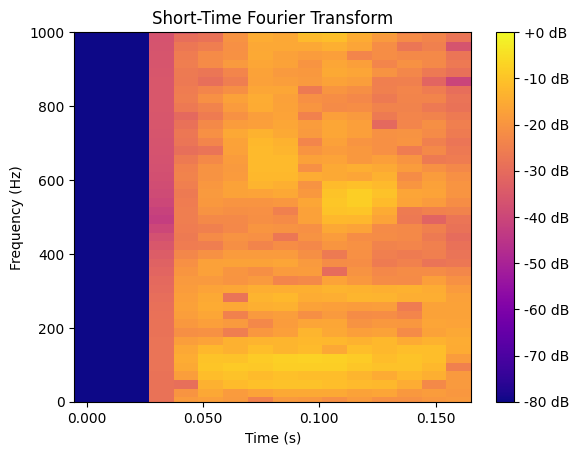 Short-Time Fourier Transform
1000
800
600
400
200
0
Frequency (Hz)
0.000
0.050
0.100
0.150
Time (s)
+0 dB
-10 dB
-20 dB
-30 dB
-40 dB
-50 dB
-60 dB
-70 dB
-80 dB